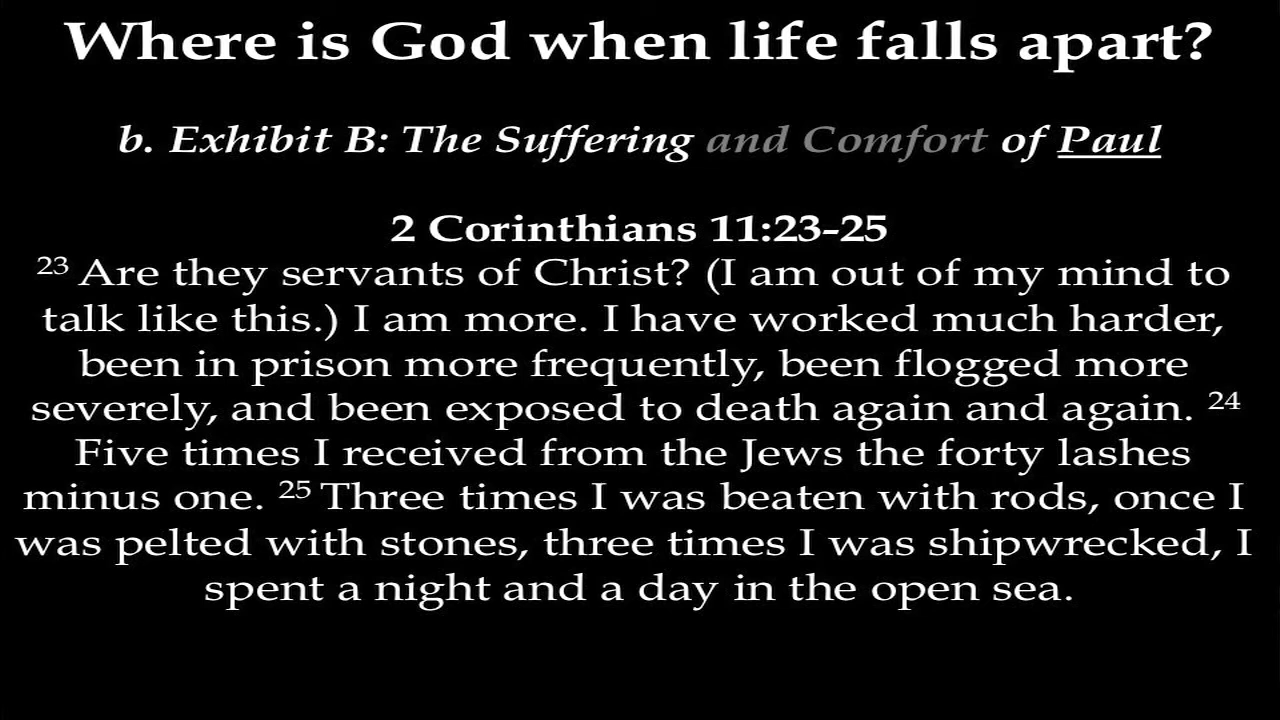 Where is God when life falls apart?
b. Exhibit B: The Suffering and Comfort of Paul
2 Corinthians 11:23-25
23 Are they servants of Christ? (I am out of my mind to
talk like this.) I am more. I have worked much harder,
been in prison more frequently, been flogged more
severely, and been exposed to death again and again. 24
Five times I received from the Jews the forty lashes
minus one. 25 Three times I was beaten with rods, once I
was pelted with stones, three times I was shipwrecked, I
spent a night and a day in the open sea.